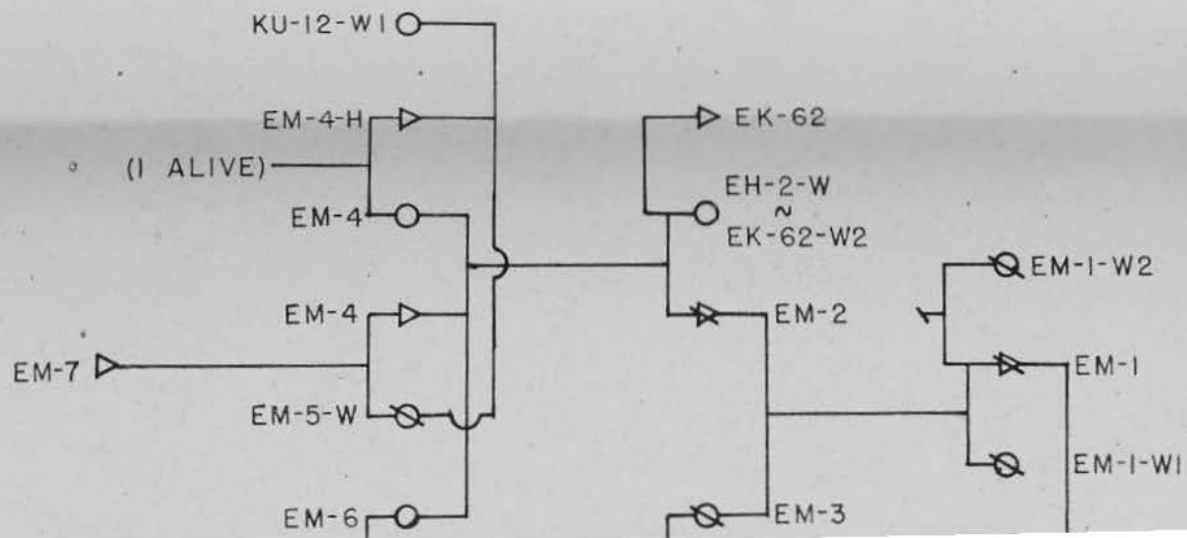 KU-12-W1
EM-4-H
(1 ALIVE)
EM-4
EM-4
EM-7
EM-5-W
EM-6
EK-62
EH-2-W
~
EK-62-W2
EM-2
EM-3
EM-1-W2
EM-1
EM-1-W1